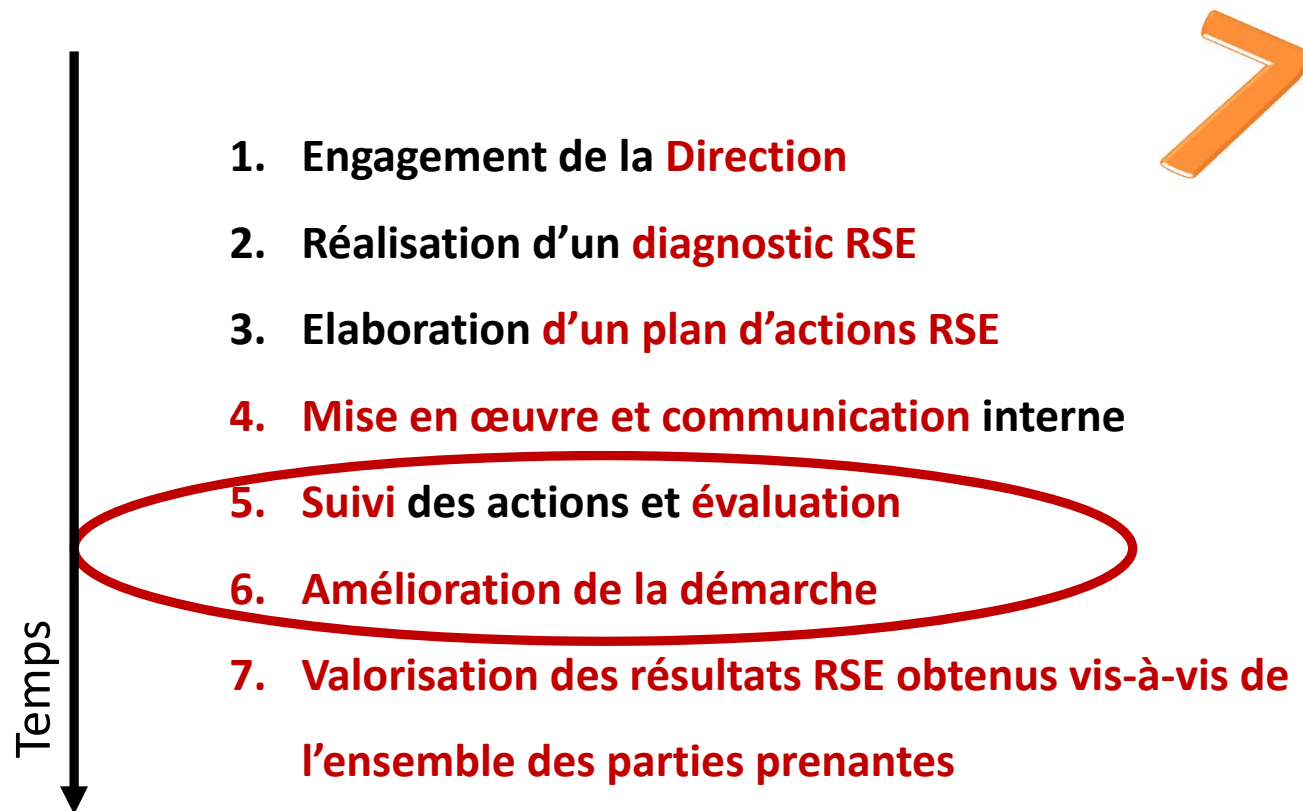 7
1. Engagement de la Direction
2. Réalisation d’un diagnostic RSE
3. Elaboration d’un plan d’actions RSE
4. Mise en œuvre et communication interne
5. Suivi des actions et évaluation
6. Amélioration de la démarche
7. Valorisation des résultats RSE obtenus vis-à-vis de
l’ensemble des parties prenantes
Temps